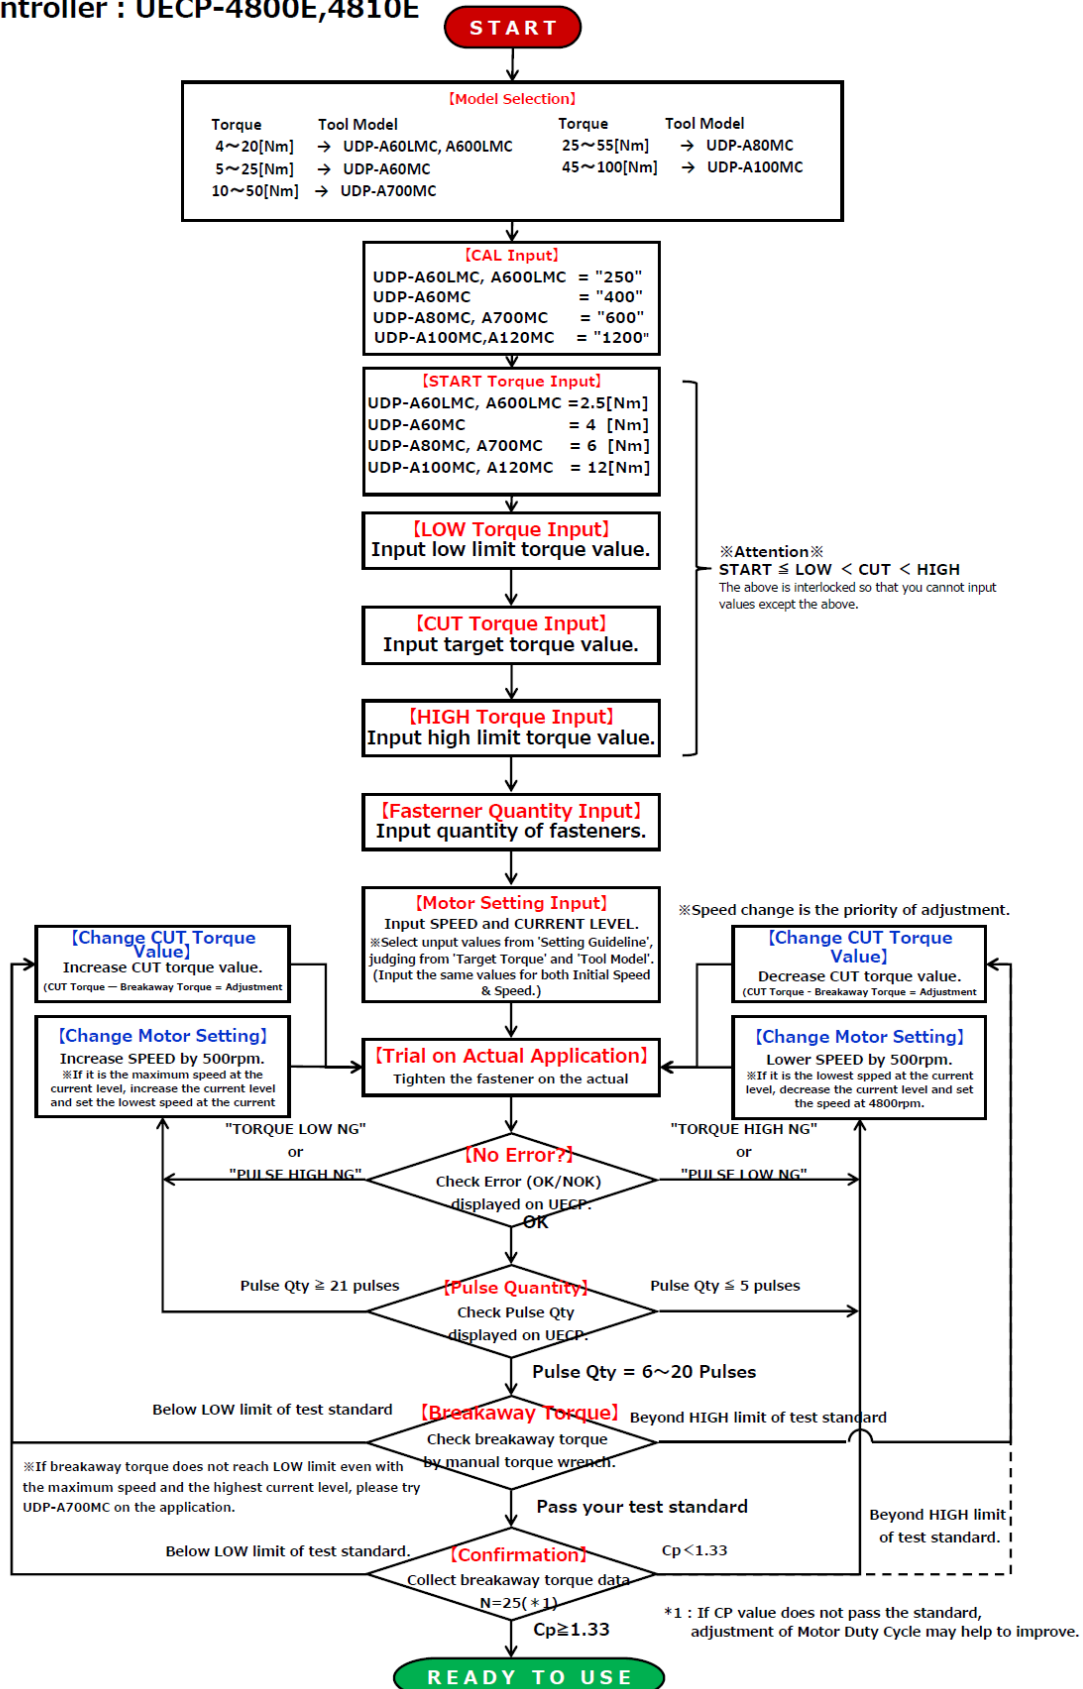 ntroller : UECP-4800E,4810E
START
【Model Selection】
Torque Tool Model
4～20[Nm] → UDP-A60LMC, A600LMC
5～25[Nm] → UDP-A60MC
10～50[Nm] → UDP-A700MC
Torque Tool Model
25～55[Nm] → UDP-A80MC
45～100[Nm] → UDP-A100MC
【CAL Input】
UDP-A60LMC, A600LMC = "250"
UDP-A60MC = "400"
UDP-A80MC, A700MC = "600"
UDP-A100MC,A120MC = "1200"
【START Torque Input】
UDP-A60LMC, A600LMC =2.5[Nm]
UDP-A60MC = 4 [Nm]
UDP-A80MC, A700MC = 6 [Nm]
UDP-A100MC, A120MC = 12[Nm]
【LOW Torque Input】
Input low limit torque value.
※Attention※
START ≦ LOW < CUT < HIGH
The above is interlocked so that you cannot input
values except the above.
【CUT Torque Input】
Input target torque value.
【HIGH Torque Input】
Input high limit torque value.
【Fasterner Quantity Input】
Input quantity of fasteners.
【Motor Setting Input】
Input SPEED and CURRENT LEVEL.
※Select unput values from 'Setting Guideline',
judging from 'Target Torque' and 'Tool Model'.
(Input the same values for both Initial Speed
& Speed.)
※Speed change is the priority of adjustment.
【Change CUT Torque
Value】
Increase CUT torque value.
(CUT Torque — Breakaway Torque = Adjustment
【Change CUT Torque
Value】
Decrease CUT torque value.
(CUT Torque - Breakaway Torque = Adjustment
【Change Motor Setting】
Increase SPEED by 500rpm.
※If it is the maximum speed at the
current level, increase the current level
and set the lowest speed at the current
【Trial on Actual Application】
Tighten the fastener on the actual
【Change Motor Setting】
Lower SPEED by 500rpm.
※If it is the lowest spped at the current
level, decrease the current level and set
the speed at 4800rpm.
"TORQUE LOW NG"
or
"PULSE HIGH NG"
"TORQUE HIGH NG"
or
"PULSE LOW NG"
【No Error?】
Check Error (OK/NOK)
displayed on UECP.
OK
Pulse Qty ≧ 21 pulses
【Pulse Quantity】
Check Pulse Qty
displayed on UECP.
Pulse Qty ≦ 5 pulses
Pulse Qty = 6～20 Pulses
Below LOW limit of test standard
【Breakaway Torque】
Check breakaway torque
by manual torque wrench.
Beyond HIGH limit of test standard
※If breakaway torque does not reach LOW limit even with
the maximum speed and the highest current level, please try
UDP-A700MC on the application.
Pass your test standard
Beyond HIGH limit
of test standard.
Below LOW limit of test standard.
【Confirmation】
Collect breakaway torque data
N=25(＊1)
Cp<1.33
Cp≧1.33
*1 : If CP value does not pass the standard,
adjustment of Motor Duty Cycle may help to improve.
READY TO USE